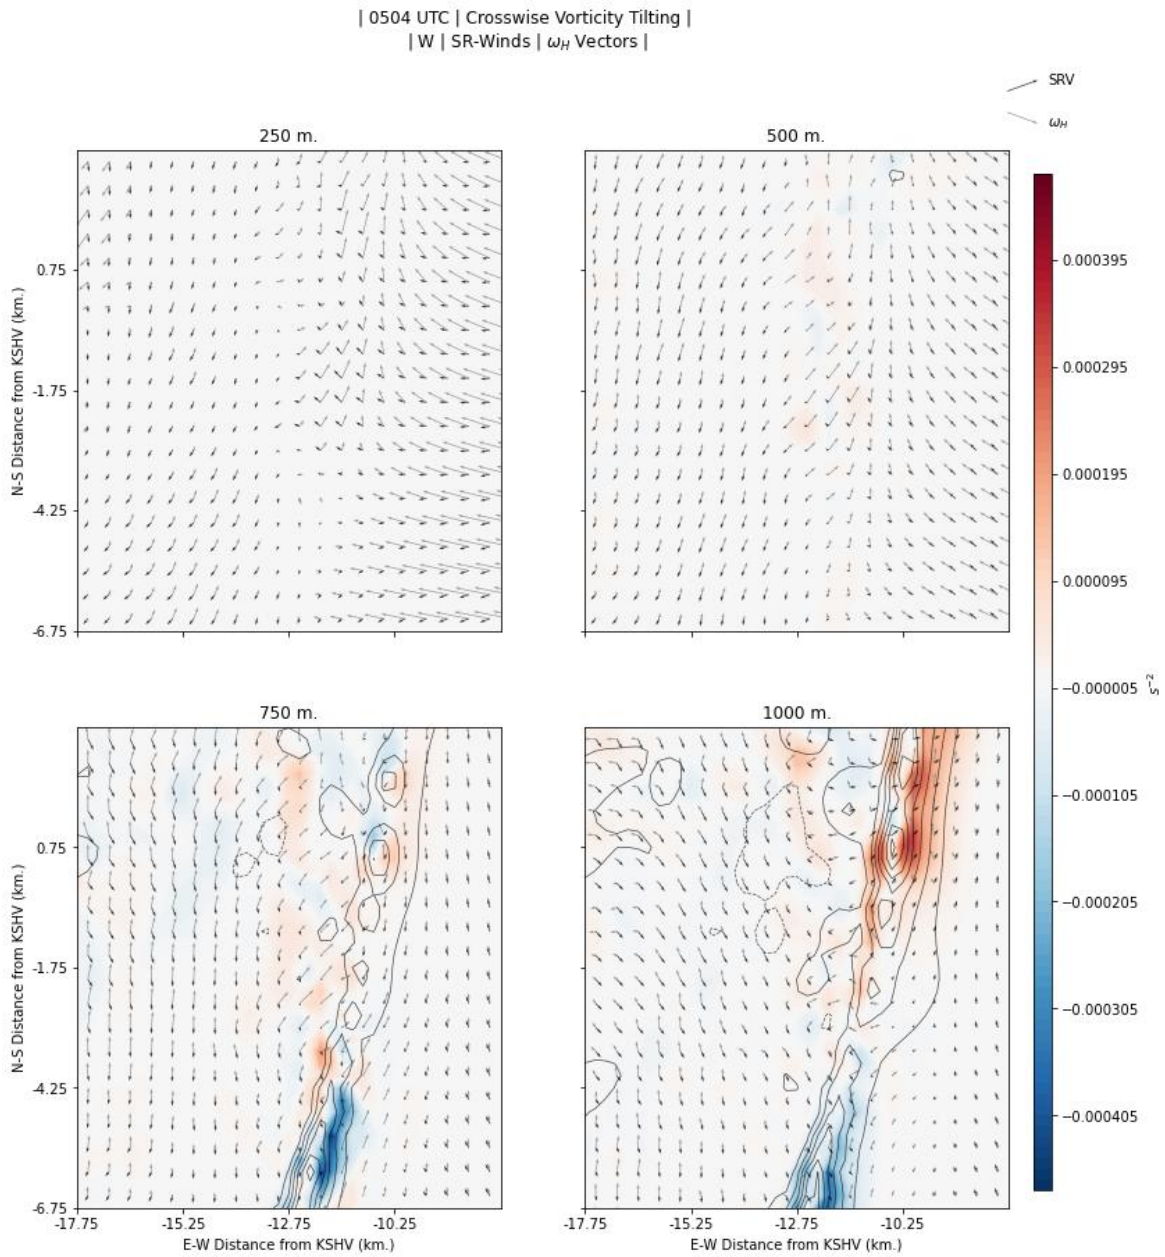 | 0504 UTC | Crosswise Vorticity Tilting |
| W | SR-Winds | ω_H Vectors |
SRV
ω_H
250 m.
500 m.
0.75
-1.75
-4.25
-6.75
N-S Distance from KSHV (km.)
0.000395
0.000295
0.000195
0.000095
−0.000005
−0.000105
−0.000205
−0.000305
−0.000405
s⁻²
750 m.
1000 m.
0.75
-1.75
-4.25
-6.75
N-S Distance from KSHV (km.)
-17.75 -15.25 -12.75 -10.25
-17.75 -15.25 -12.75 -10.25
E-W Distance from KSHV (km.)
E-W Distance from KSHV (km.)